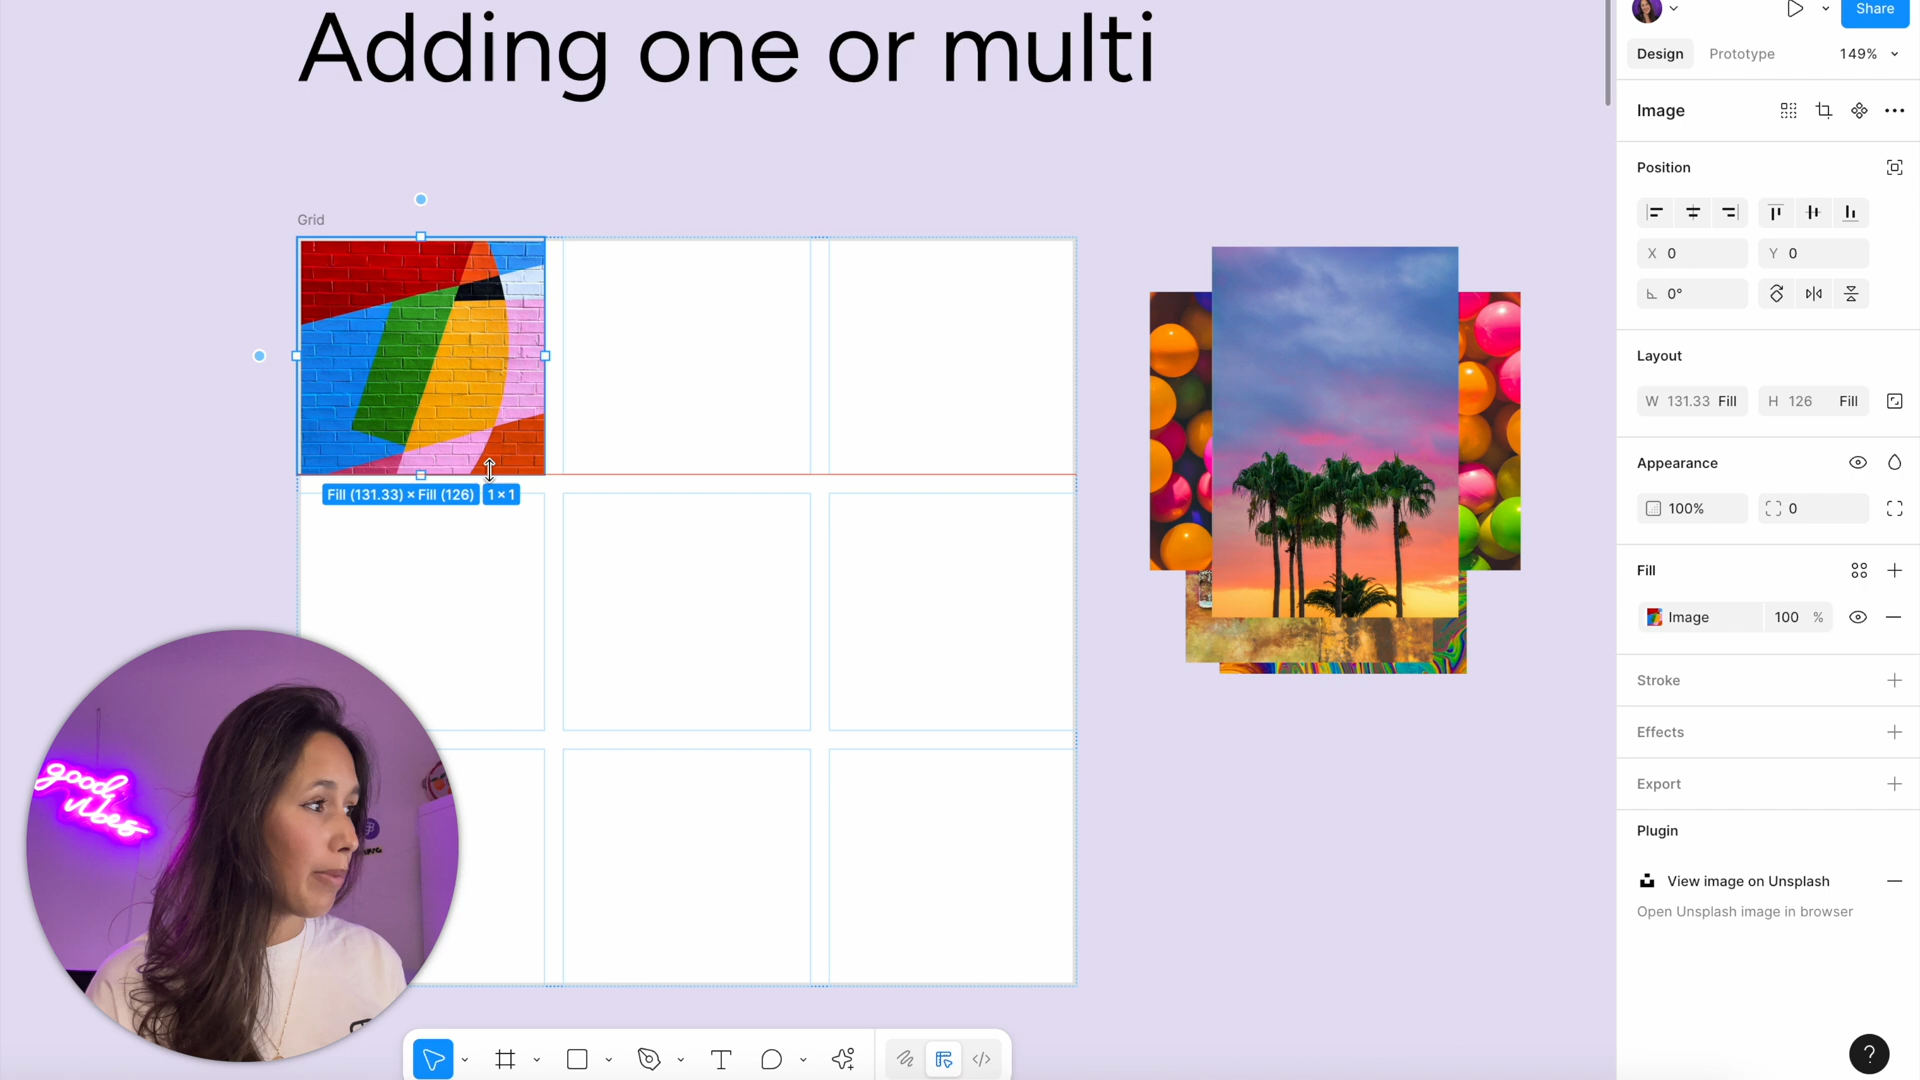 Adding one or multi
Share
Design
Prototype
149%
Image
Position
Grid
X 0
Y 0
0°
Layout
W 131.33 Fill
H 126 Fill
Appearance
Fill (131.33) × Fill (126)
1 × 1
100%
0
Fill
Image
100 %
Stroke
Effects
Export
Plugin
good
vibes
View image on Unsplash
Open Unsplash image in browser
T
</>
?